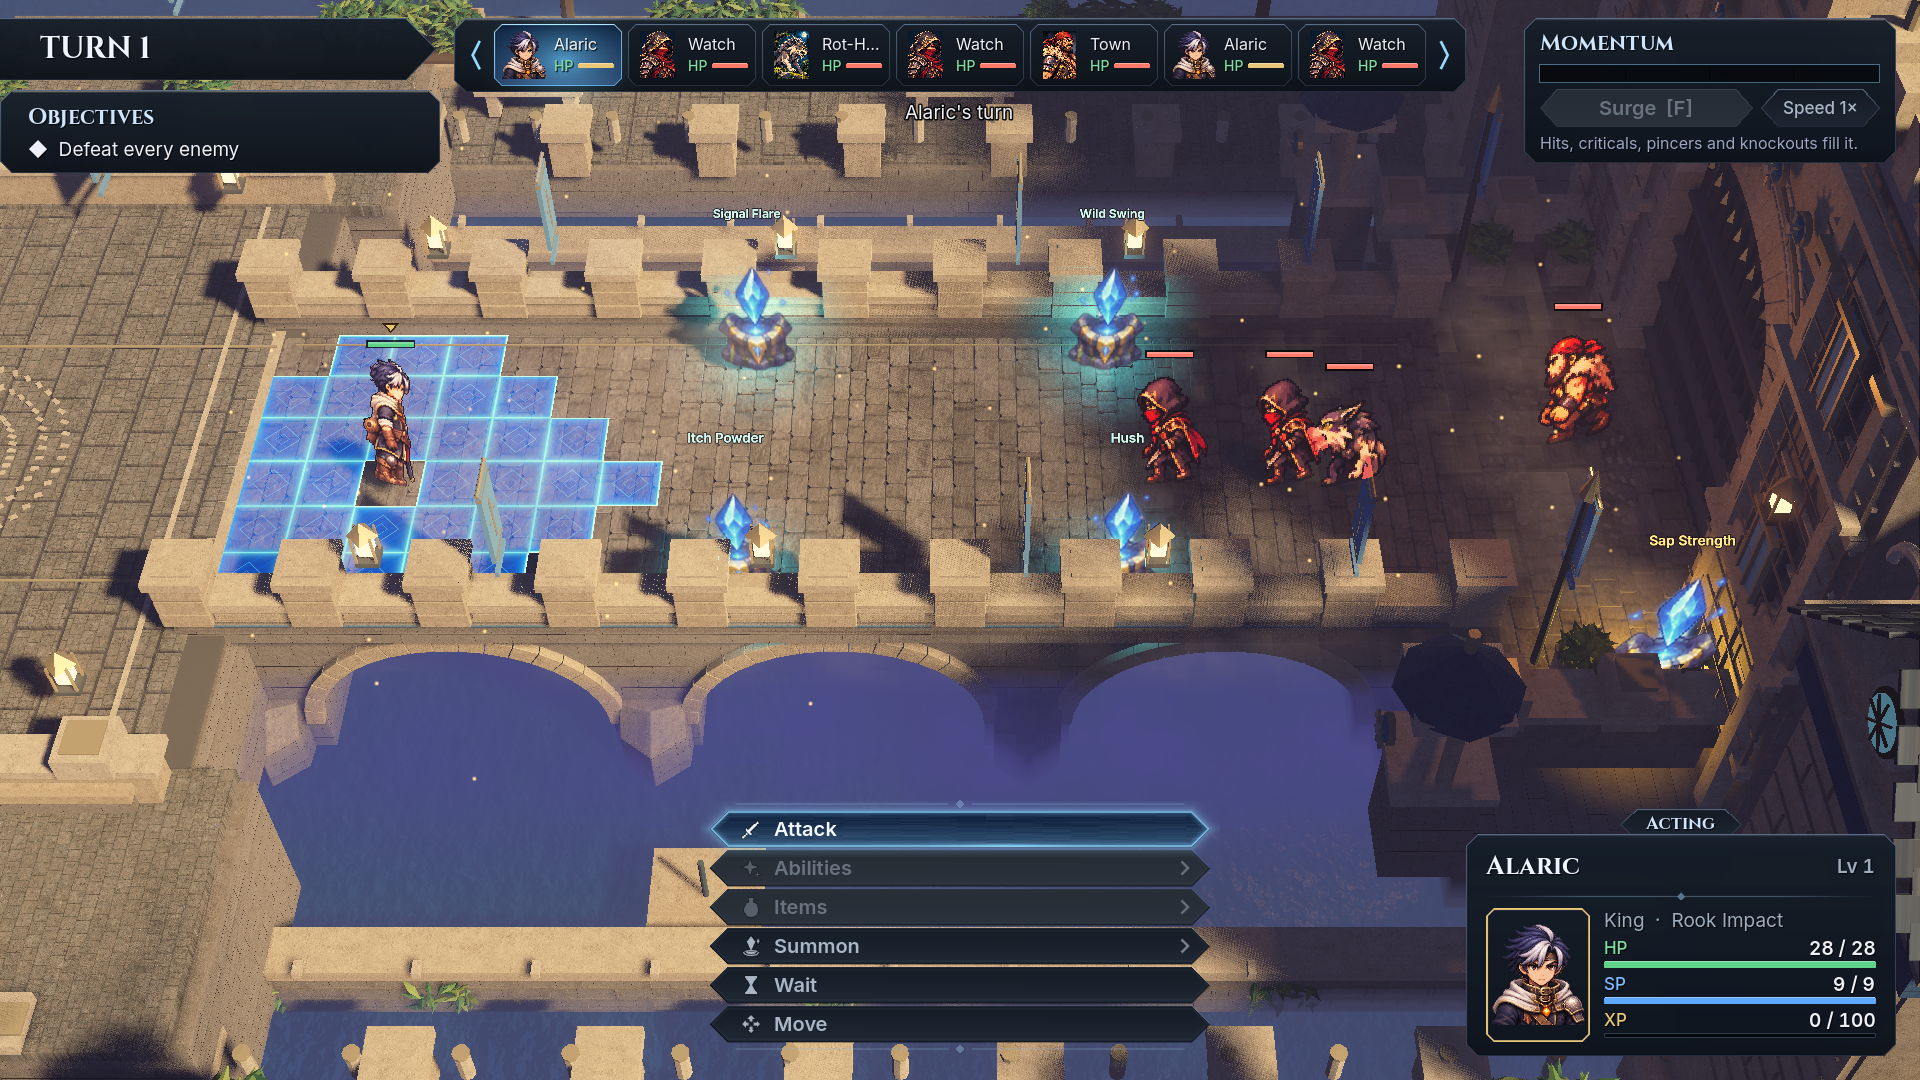 TURN 1
OBJECTIVES
Defeat every enemy
Alaric
HP
Watch
HP
Rot-H...
HP
Watch
HP
Town
HP
Alaric
HP
Watch
HP
Alaric's turn
MOMENTUM
Surge [F]
Speed 1×
Hits, criticals, pincers and knockouts fill it.
Signal Flare
Wild Swing
Itch Powder
Hush
Sap Strength
Attack
Abilities
Items
Summon
Wait
Move
ACTING
ALARIC
Lv 1
King · Rook Impact
HP 28 / 28
SP 9 / 9
XP 0 / 100